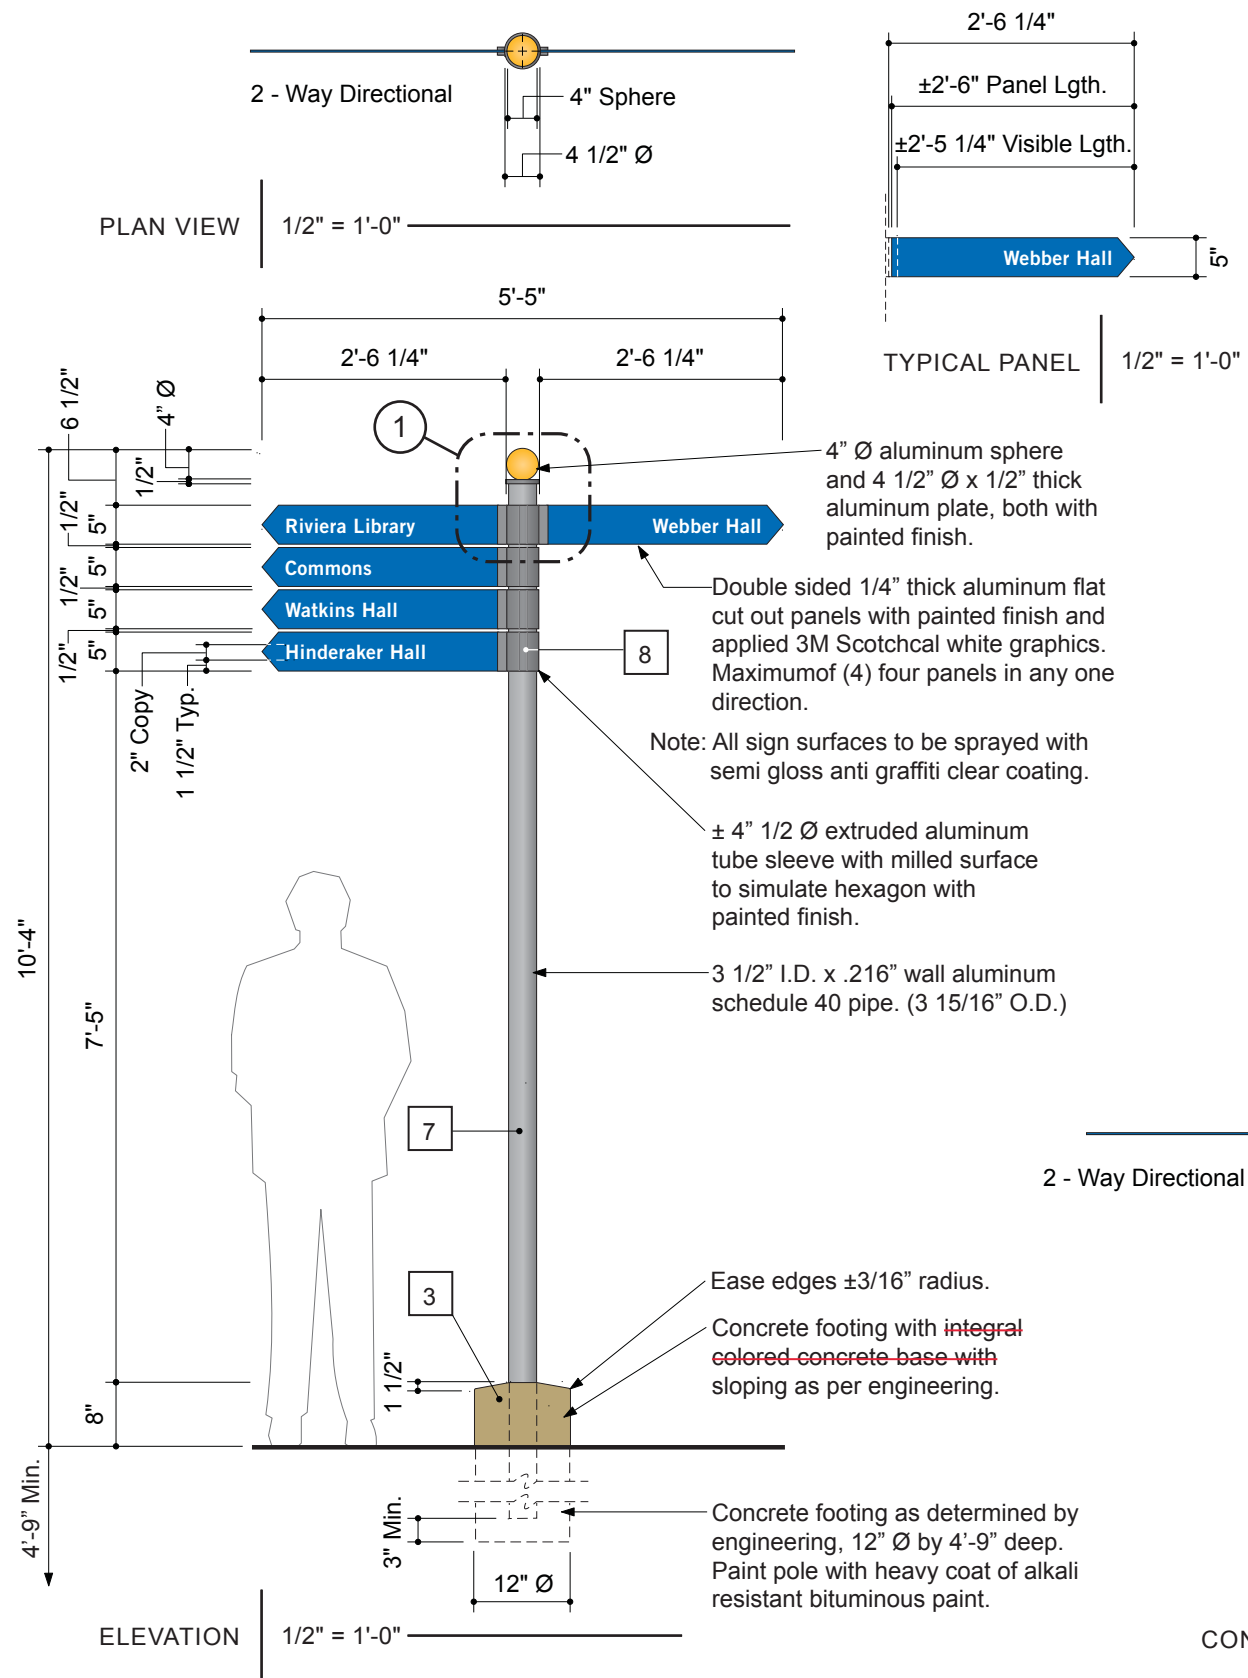 2'-6 1/4"
±2'-6" Panel Lgth.
±2'-5 1/4" Visible Lgth.
Webber Hall
5"
TYPICAL PANEL
1/2" = 1'-0"
2 - Way Directional
4" Sphere
4 1/2" Ø
PLAN VIEW
1/2" = 1'-0"
5'-5"
2'-6 1/4"
2'-6 1/4"
6 1/2"
4” Ø
1/2"
1
1/2"
5"
Riviera Library
Webber Hall
1/2"
5"
Commons
1/2"
5"
Watkins Hall
1/2"
5"
Hinderaker Hall
8
2" Copy
1 1/2" Typ.
4” Ø aluminum sphere
and 4 1/2” Ø x 1/2” thick
aluminum plate, both with
painted finish.
Double sided 1/4” thick aluminum flat
cut out panels with painted finish and
applied 3M Scotchcal white graphics.
Maximumof (4) four panels in any one
direction.
Note: All sign surfaces to be sprayed with
semi gloss anti graffiti clear coating.
± 4” 1/2 Ø extruded aluminum
tube sleeve with milled surface
to simulate hexagon with
painted finish.
10'-4"
7'-5"
3 1/2” I.D. x .216” wall aluminum
schedule 40 pipe. (3 15/16” O.D.)
7
2 - Way Directional
3
Ease edges ±3/16” radius.
Concrete footing with integral
colored concrete base with
sloping as per engineering.
1 1/2"
8"
4’-9” Min.
3" Min.
12" Ø
Concrete footing as determined by
engineering, 12” Ø by 4’-9” deep.
Paint pole with heavy coat of alkali
resistant bituminous paint.
ELEVATION
1/2" = 1'-0"
CON